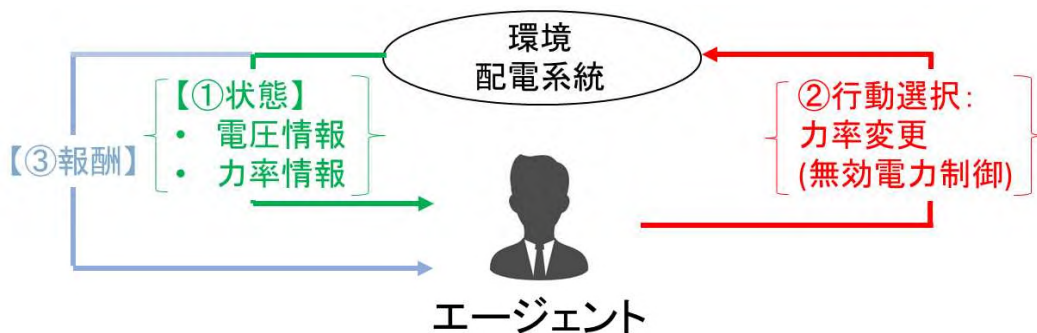 環境
配電系統
【①状態】
• 電圧情報
• 力率情報
【③報酬】
②行動選択:
力率変更
(無効電力制御)
エージェント